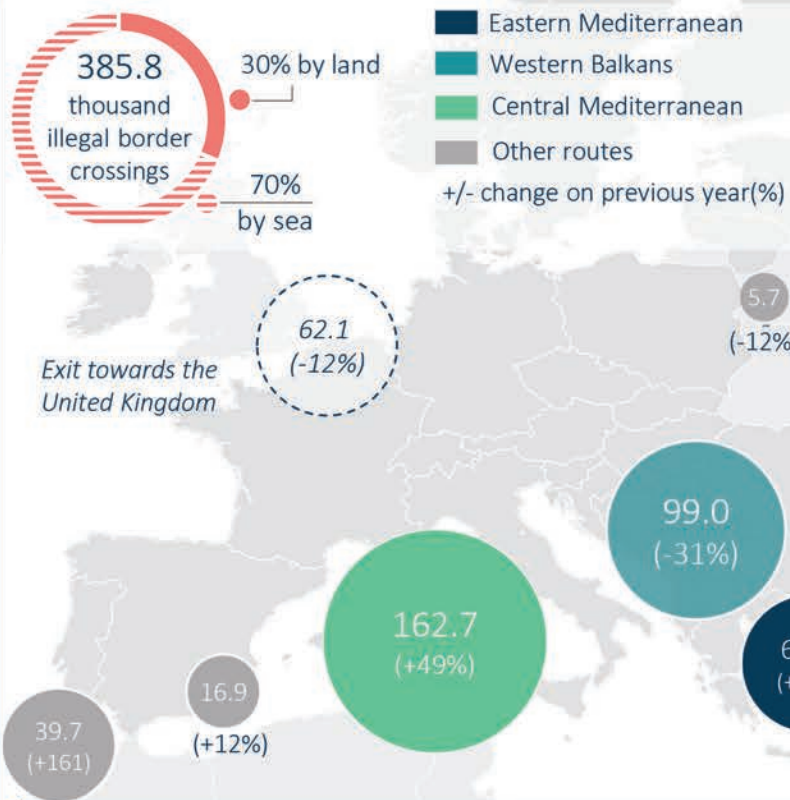 385.8
thousand
illegal border
crossings
30% by land
70%
by sea
Eastern Mediterranean
Western Balkans
Central Mediterranean
Other routes
+/- change on previous year(%)
5.7
(-12%
62.1
(-12%)
Exit towards the
United Kingdom
99.0
(-31%)
162.7
(+49%)
6
(+
16.9
(+12%)
39.7
(+161)